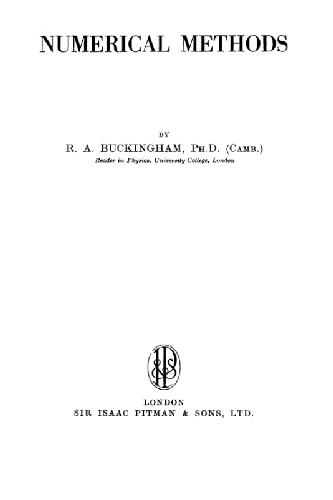 NUMERICAL METHODS
BY
R. A. BUCKINGHAM, PH.D. (CAMB.)
Reader in Physics, University College, London
LONDON
SIR ISAAC PITMAN & SONS, LTD.